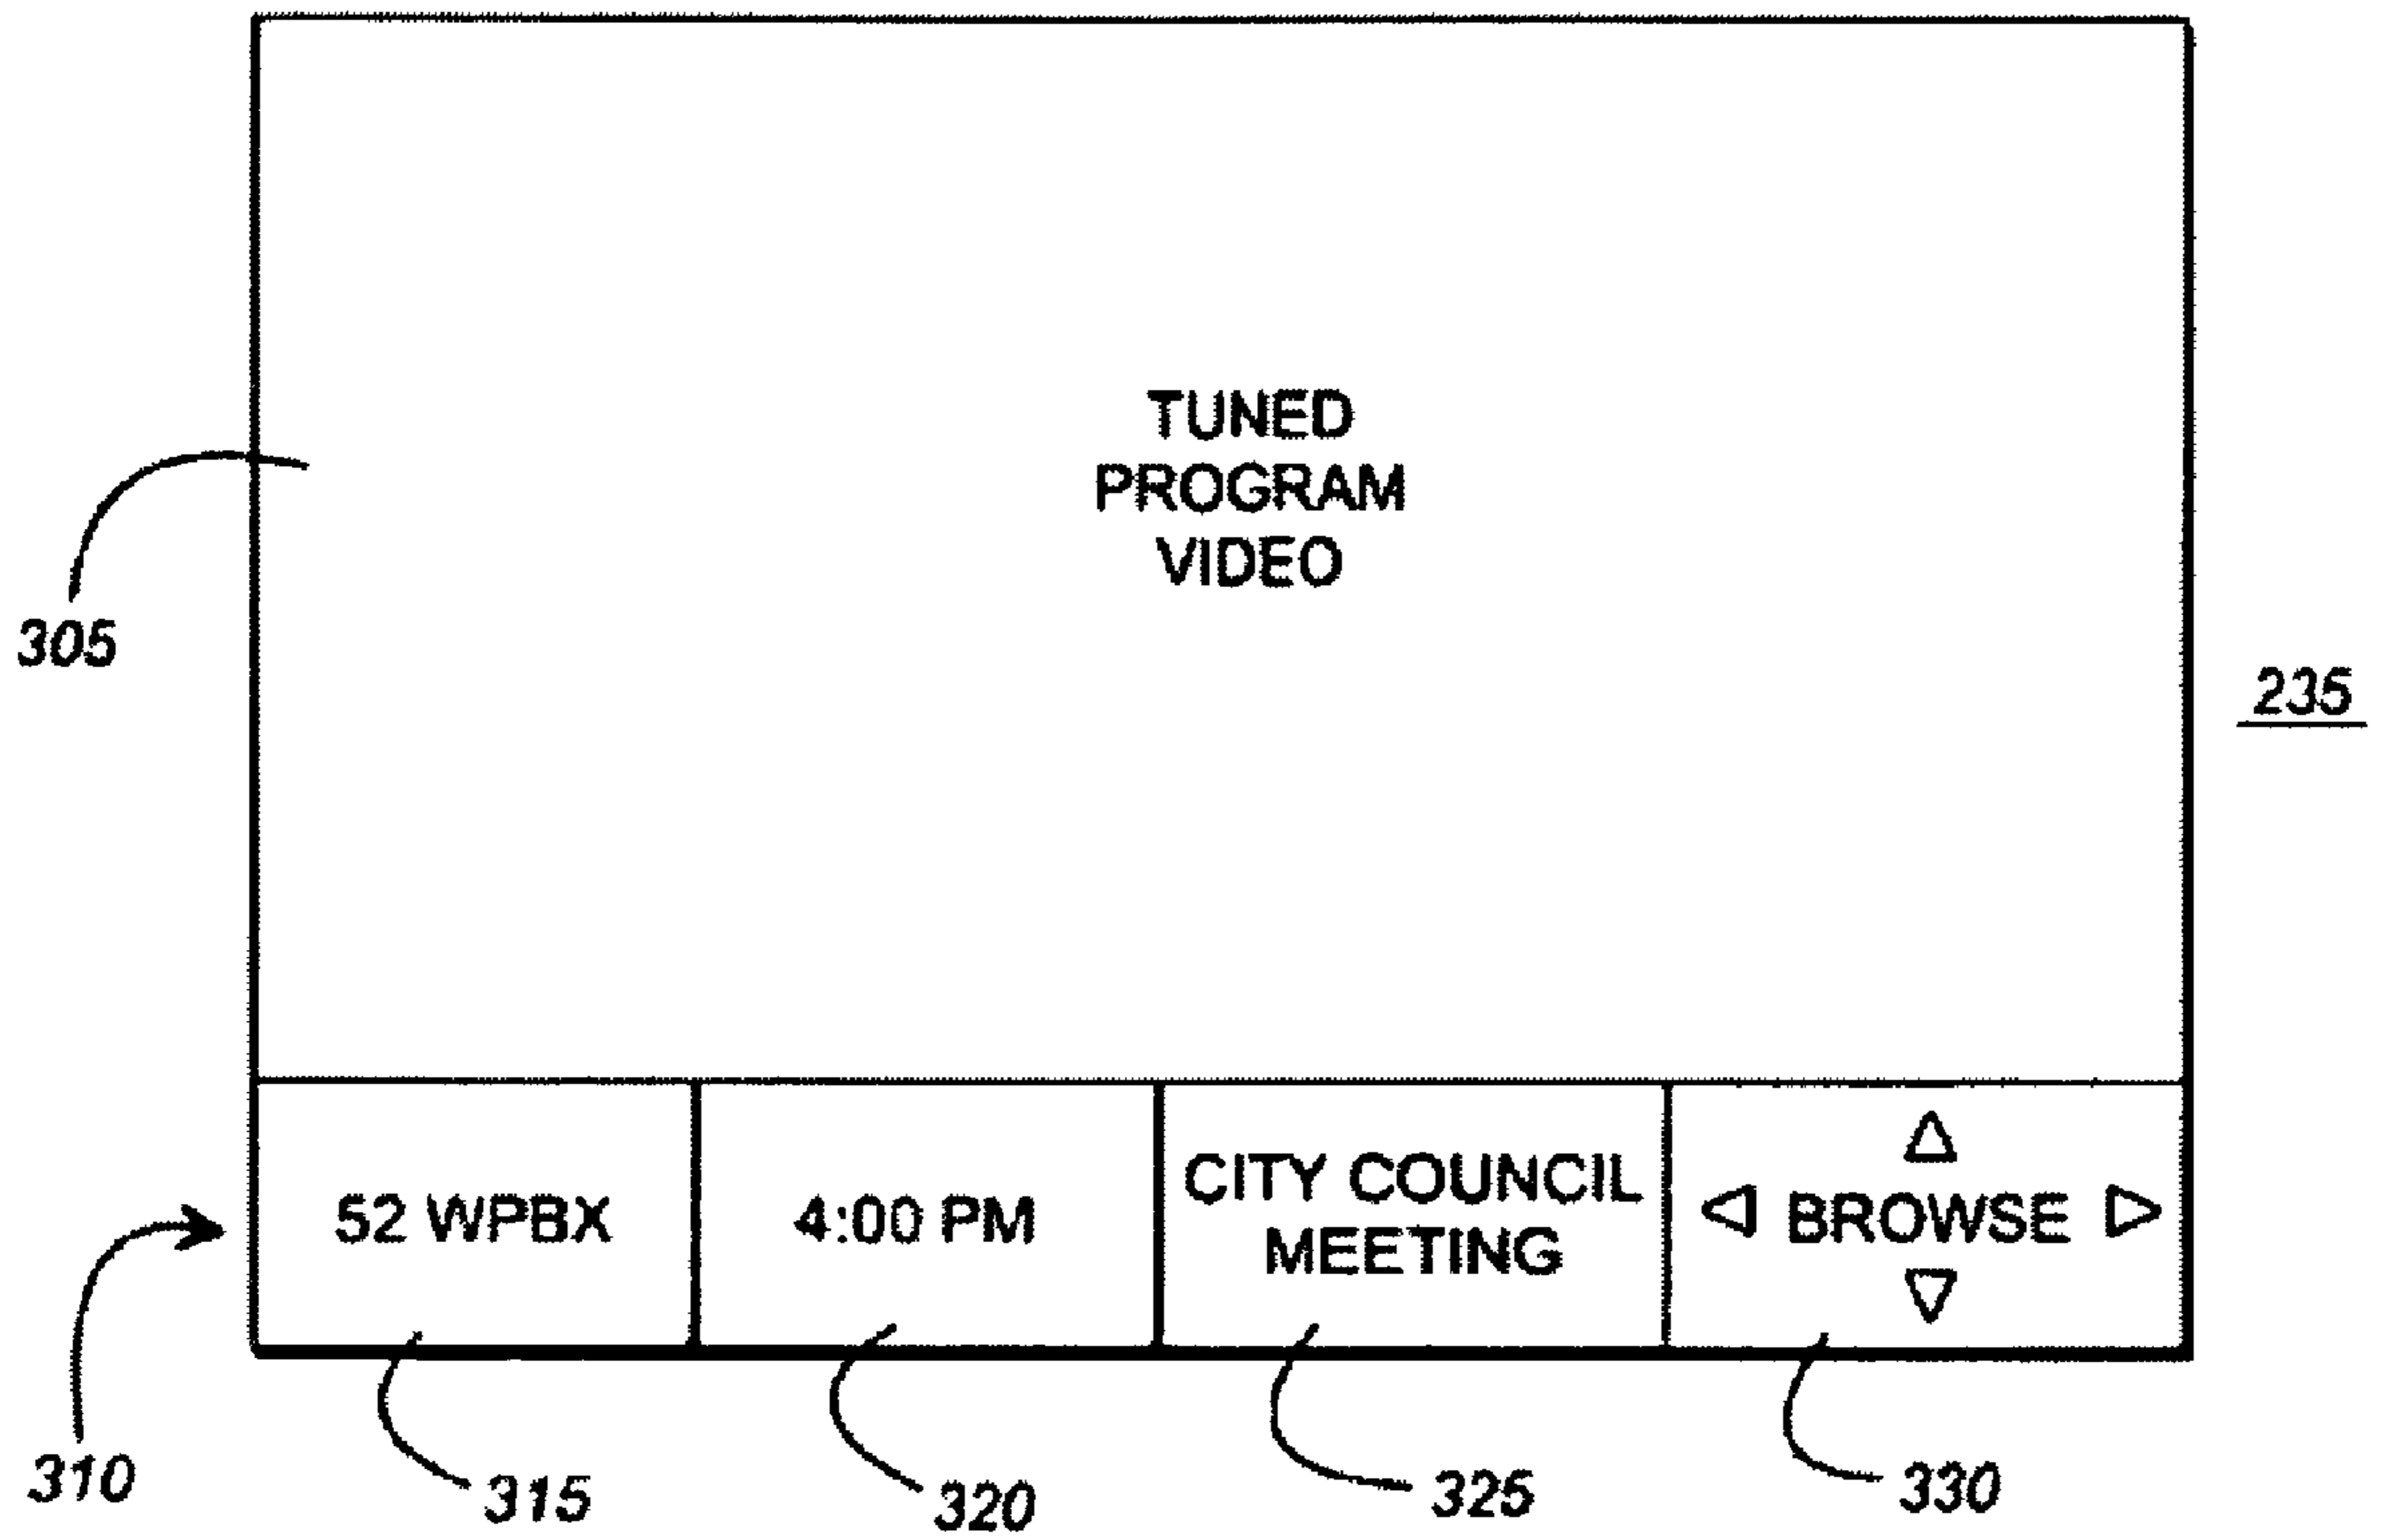 TUNED
PROGRAM
VIDEO
305
235
52 WPBX
4:00 PM
CITY COUNCIL
MEETING
BROWSE
310
315
320
325
330